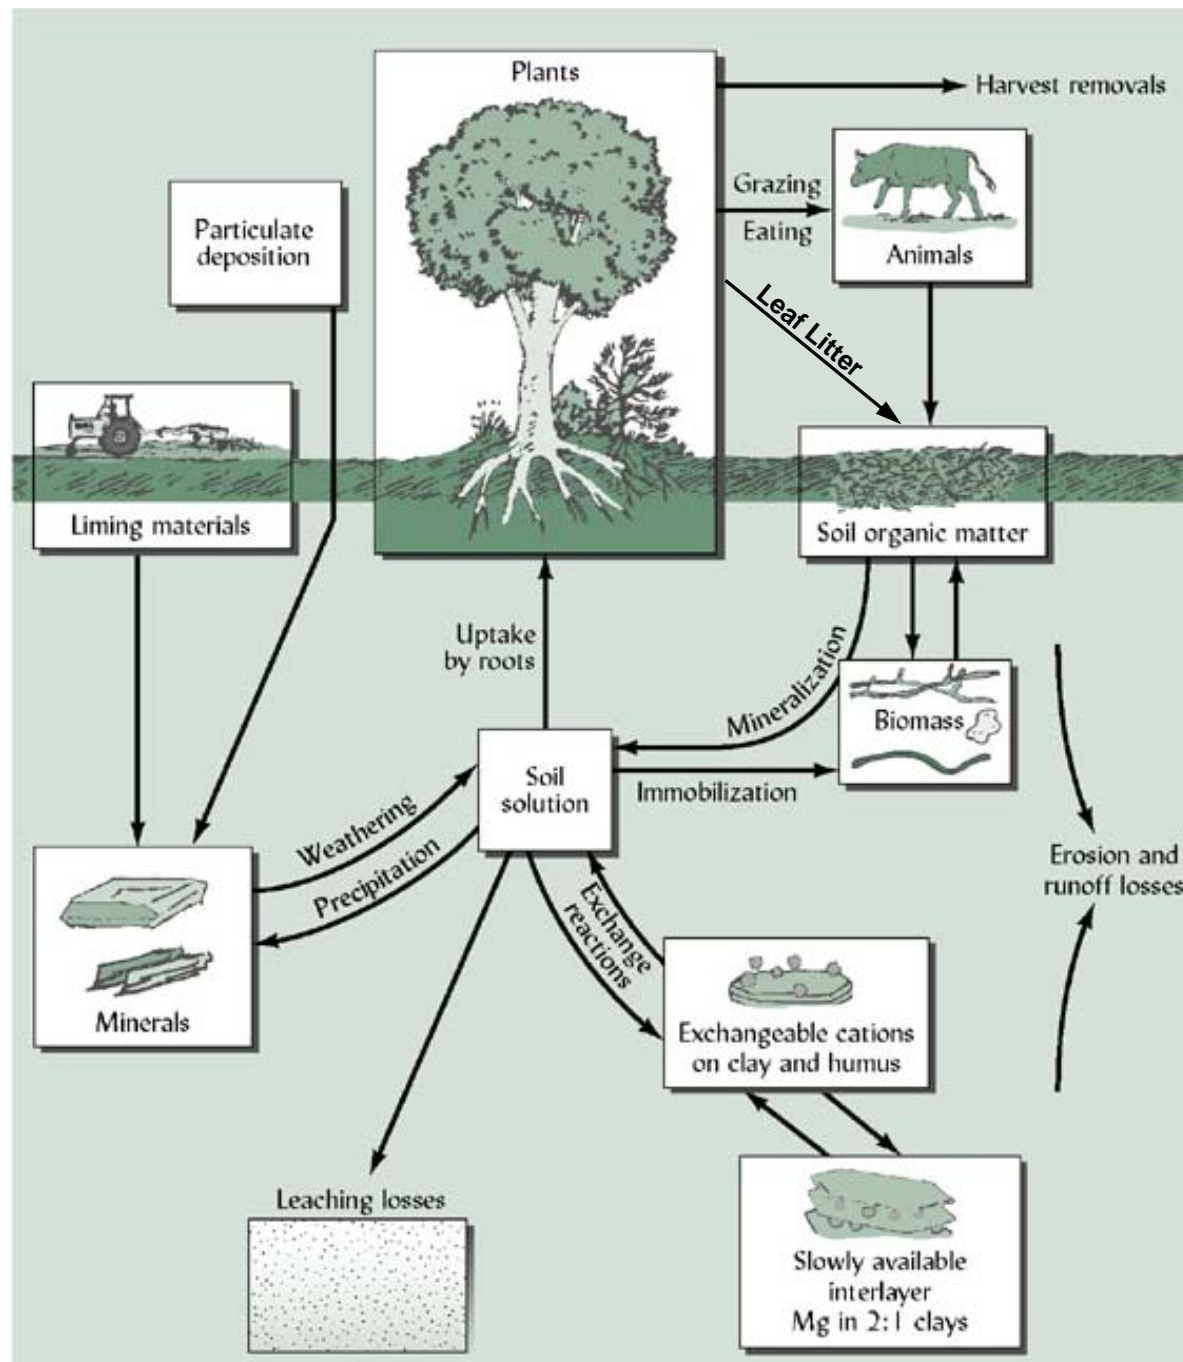 Plants
Harvest removals
Grazing
Eating
Animals
Particulate
deposition
Leaf Litter
Liming materials
Soil organic matter
Uptake
by roots
Mineralization
Biomass
Soil
solution
Immobilization
Weathering
Precipitation
Exchange
reactions
Erosion and
runoff losses
Minerals
Exchangeable cations
on clay and humus
Leaching losses
Slowly available
interlayer
Mg in 2:1 clays